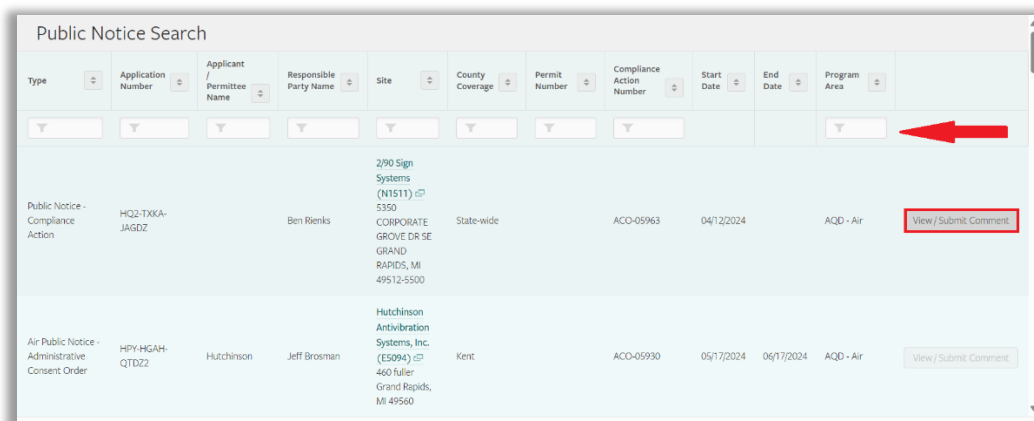 Public Notice Search
Type
Application
Number
Applicant
/
Permittee
Name
Responsible
Party Name
Site
County
Coverage
Permit
Number
Compliance
Action
Number
Start
Date
End
Date
Program
Area
Public Notice -
Compliance
Action
HQ2-TXKA-
JAGDZ
Ben Rienks
2/90 Sign
Systems
(N1511)
5350
CORPORATE
GROVE DR SE
GRAND
RAPIDS, MI
49512-5500
State-wide
ACO-05963
04/12/2024
AQD - Air
View / Submit Comment
Air Public Notice -
Administrative
Consent Order
HPY-HGAH-
QTDZ2
Hutchinson
Jeff Brosman
Hutchinson
Antivibration
Systems, Inc.
(E5094)
460 fuller
Grand Rapids,
MI 49560
Kent
ACO-05930
05/17/2024
06/17/2024
AQD - Air
View / Submit Comment